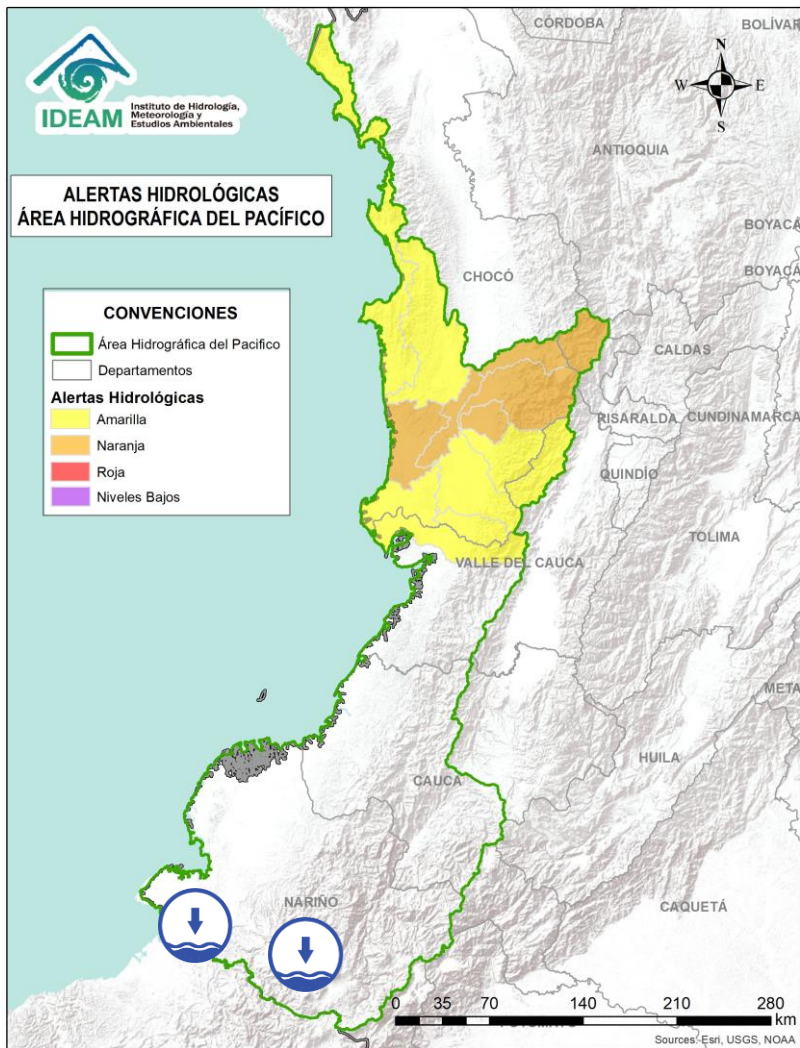 IDEAM
Instituto de Hidrología,
Meteorología y
Estudios Ambientales
ALERTAS HIDROLÓGICAS
ÁREA HIDROGRÁFICA DEL PACÍFICO
CONVENCIONES
Área Hidrográfica del Pacifico
Departamentos
Alertas Hidrológicas
Amarilla
Naranja
Roja
Niveles Bajos
N
W
E
S
CÓRDOBA
BOLÍVAR
ANTIOQUIA
BOYACÁ
CHOCÓ
BOYACÁ
CALDAS
RISARALDA
CUNDINAMARCA
QUINDÍO
TOLIMA
VALLE DEL CAUCA
META
HUILA
CAUCA
NARIÑO
CAQUETÁ
0 35 70 140 210 280
km
Sources: Esri, USGS, NOAA